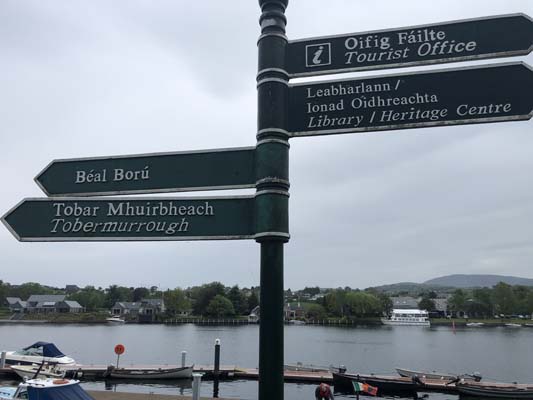 i
Oifig Fáilte
Tourist Office
Leabharlann /
Ionad Oidhreachta
Library / Heritage Centre
Béal Ború
Tobar Mhuirbheach
Tobermurrough